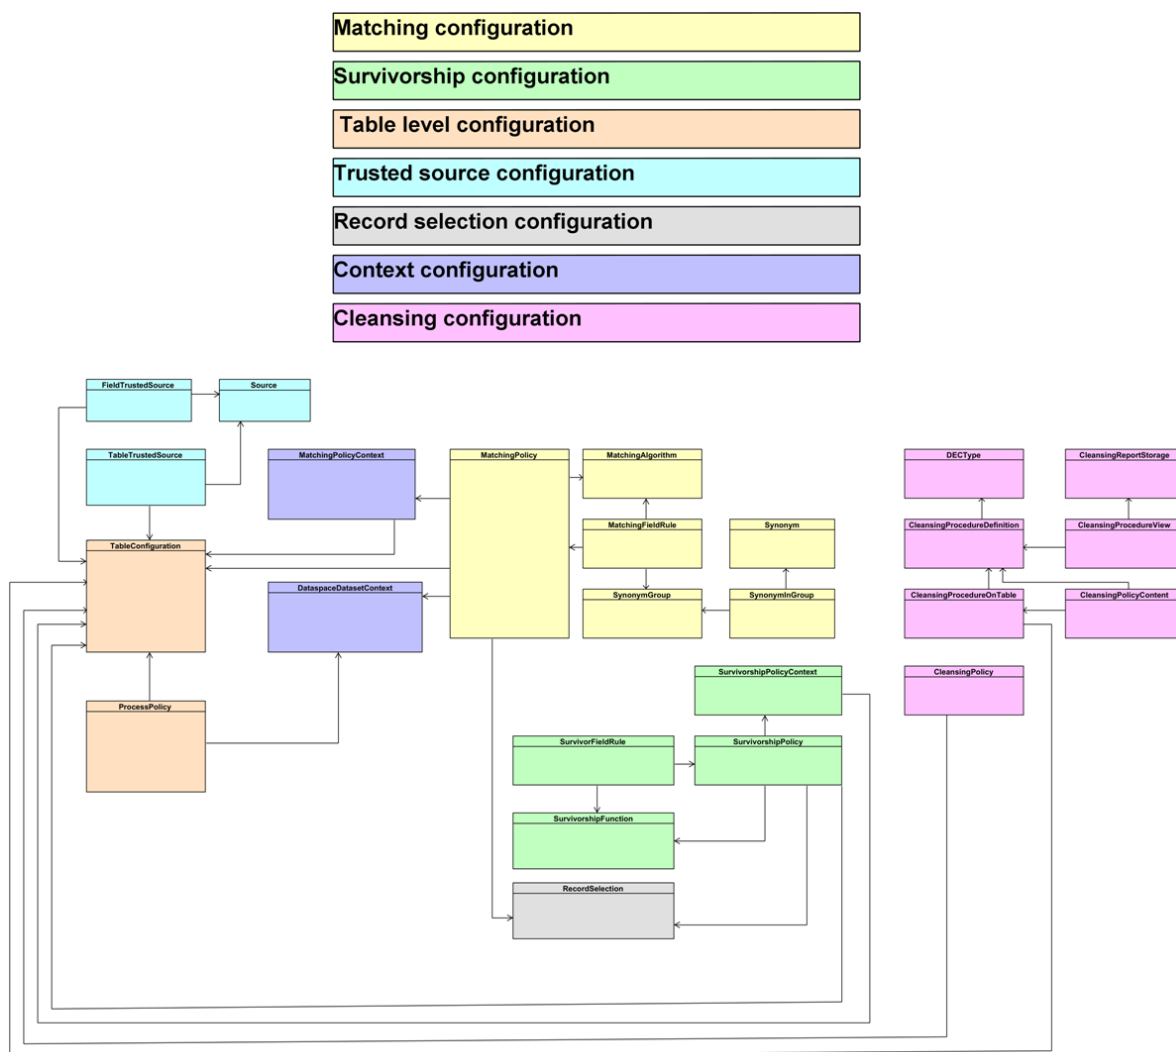 Matching configuration
Survivorship configuration
Table level configuration
Trusted source configuration
Record selection configuration
Context configuration
Cleansing configuration
FieldTrustedSource
Source
TableTrustedSource
MatchingPolicyContext
MatchingPolicy
MatchingAlgorithm
DECType
CleansingReportStorage
MatchingFieldRule
Synonym
CleansingProcedureDefinition
CleansingProcedureView
TableConfiguration
DataspaceDatasetContext
SynonymGroup
SynonymInGroup
CleansingProcedureOnTable
CleansingPolicyContent
SurvivorshipPolicyContext
CleansingPolicy
ProcessPolicy
SurvivorFieldRule
SurvivorshipPolicy
SurvivorshipFunction
RecordSelection